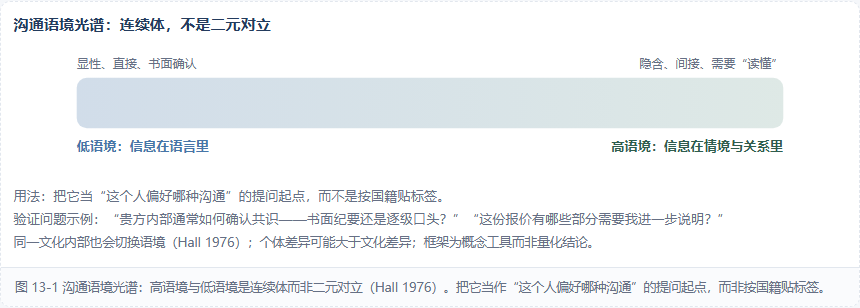 沟通语境光谱：连续体，不是二元对立
显性、直接、书面确认
隐含、间接、需要“读懂”
低语境：信息在语言里
高语境：信息在情境与关系里
用法：把它当“这个人偏好哪种沟通”的提问起点，而不是按国籍贴标签。
验证问题示例：“贵方内部通常如何确认共识——书面纪要还是逐级口头？”“这份报价有哪些部分需要我进一步说明？”
同一文化内部也会切换语境（Hall 1976）；个体差异可能大于文化差异；框架为概念工具而非量化结论。
图 13-1 沟通语境光谱：高语境与低语境是连续体而非二元对立（Hall 1976）。把它当作“这个人偏好哪种沟通”的提问起点，而非按国籍贴标签。